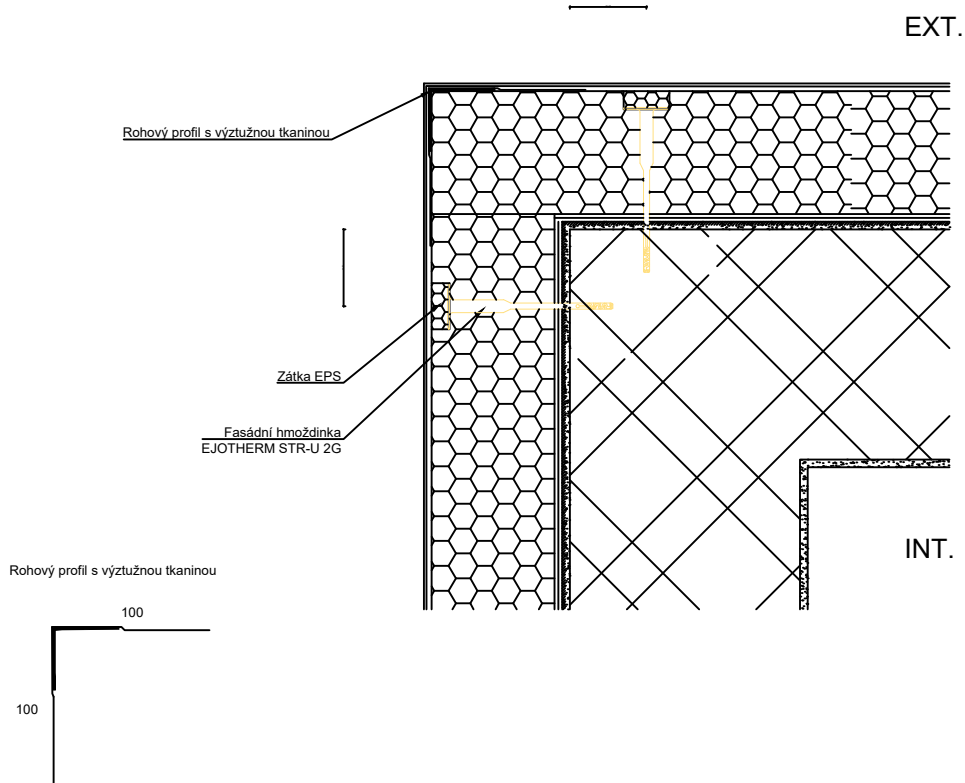 EXT.
Rohový profil s výztužnou tkaninou
Zátka EPS
Fasádní hmoždinka
EJOTHERM STR-U 2G
INT.
Rohový profil s výztužnou tkaninou
100
100